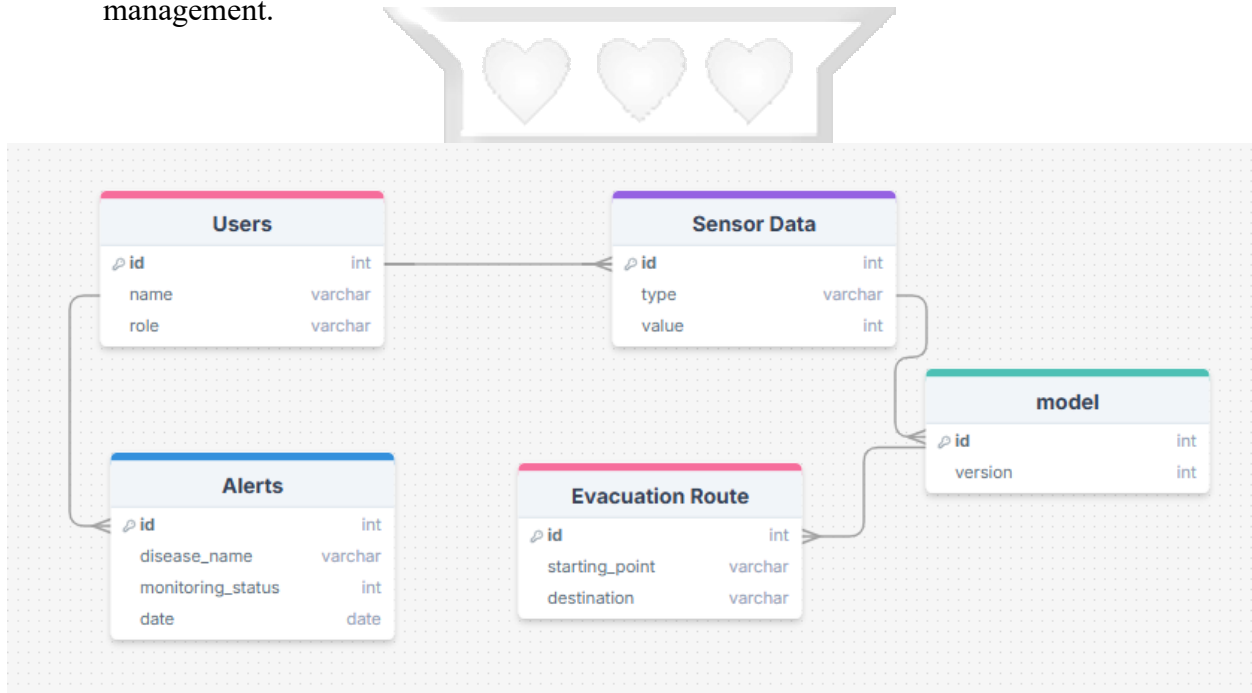 management.
Users
id int
name varchar
role varchar
Sensor Data
id int
type varchar
value int
model
id int
version int
Alerts
id int
disease_name varchar
monitoring_status int
date date
Evacuation Route
id int
starting_point varchar
destination varchar